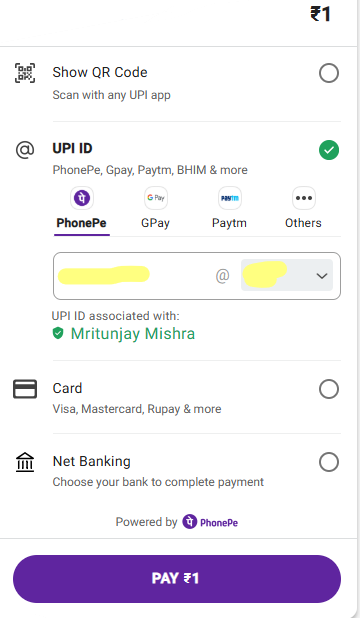 ₹1
Show QR Code
Scan with any UPI app
@ UPI ID
PhonePe, Gpay, Paytm, BHIM & more
पे G Pay paytm
PhonePe GPay Paytm Others
@
UPI ID associated with:
Mritunjay Mishra
Card
Visa, Mastercard, Rupay & more
Net Banking
Choose your bank to complete payment
Powered by पे PhonePe
PAY ₹1